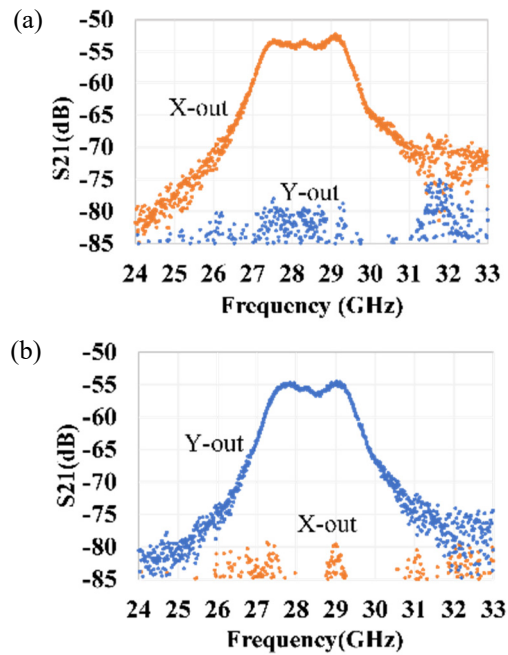 (a)
-50
-55
-60
-65
-70
-75
-80
-85
S21(dB)
X-out
Y-out
24 25 26 27 28 29 30 31 32 33
Frequency (GHz)
(b)
-50
-55
-60
-65
-70
-75
-80
-85
S21(dB)
Y-out
X-out
24 25 26 27 28 29 30 31 32 33
Frequency(GHz)